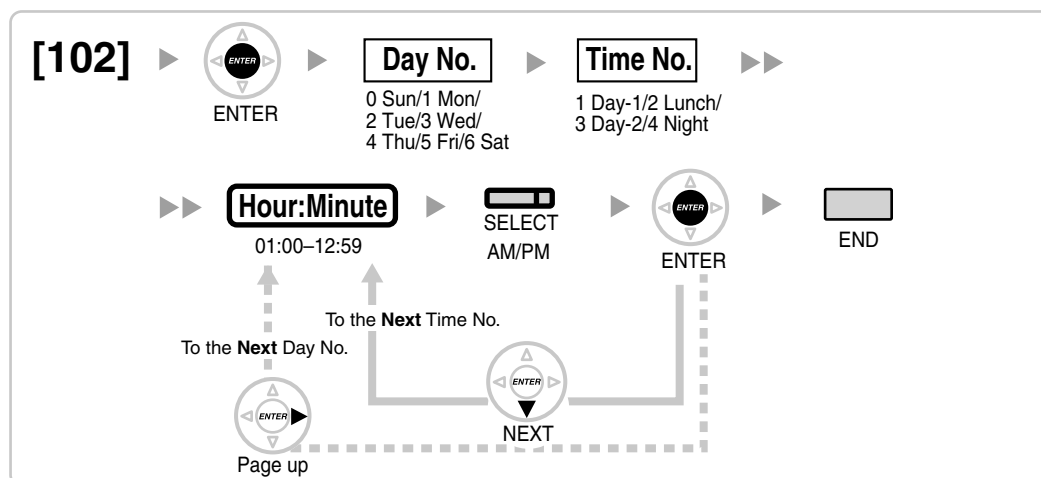 [102]
ENTER
ENTER
Day No.
0 Sun/1 Mon/
2 Tue/3 Wed/
4 Thu/5 Fri/6 Sat
Time No.
1 Day-1/2 Lunch/
3 Day-2/4 Night
Hour:Minute
01:00–12:59
SELECT
AM/PM
ENTER
ENTER
END
To the Next Time No.
To the Next Day No.
ENTER
NEXT
ENTER
Page up